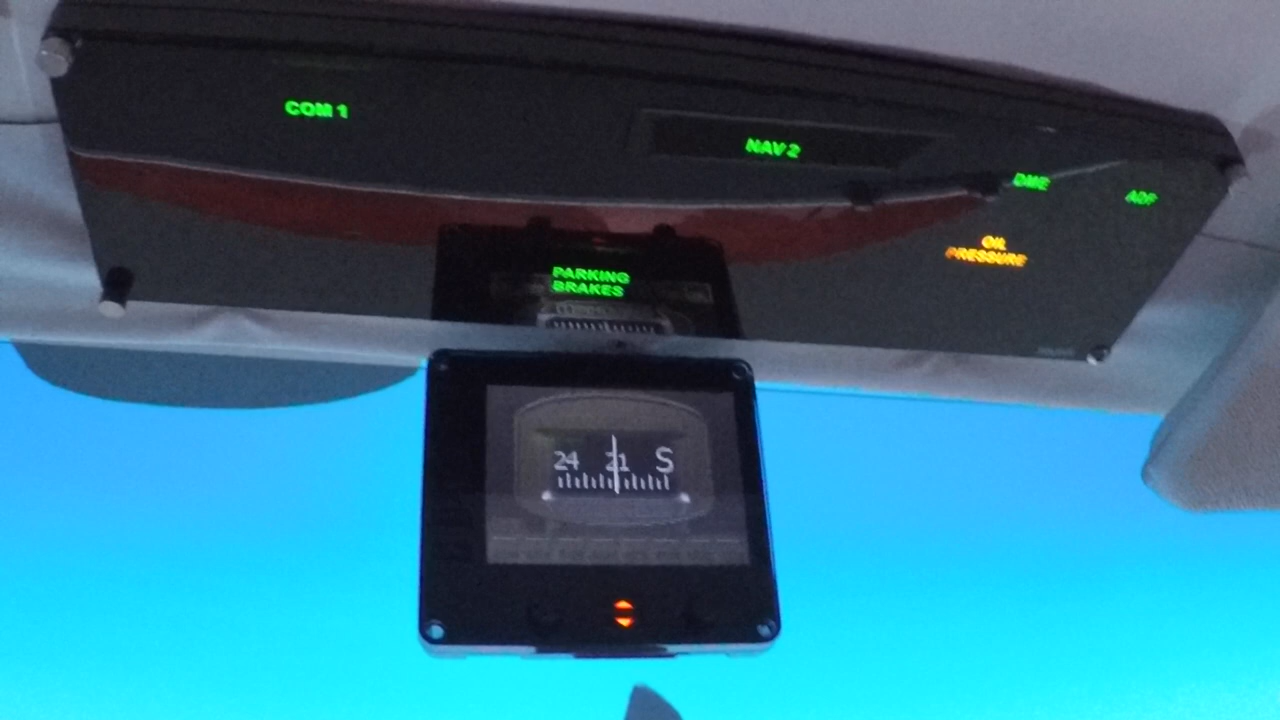 COM 1
NAV 2
DME
ADF
OIL
PRESSURE
PARKING
BRAKES
24 21 S